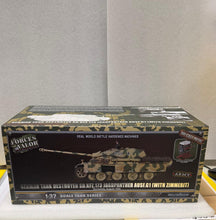 REAL WORLD BATTLE HARDENED MACHINES
FORCES
OF VALOR
ARMY
GERMAN TANK DESTROYER SD.KFZ.173 JAGDPANTHER AUSF.G1 (WITH ZIMMERIT)
1:32 SCALE TANK SERIES